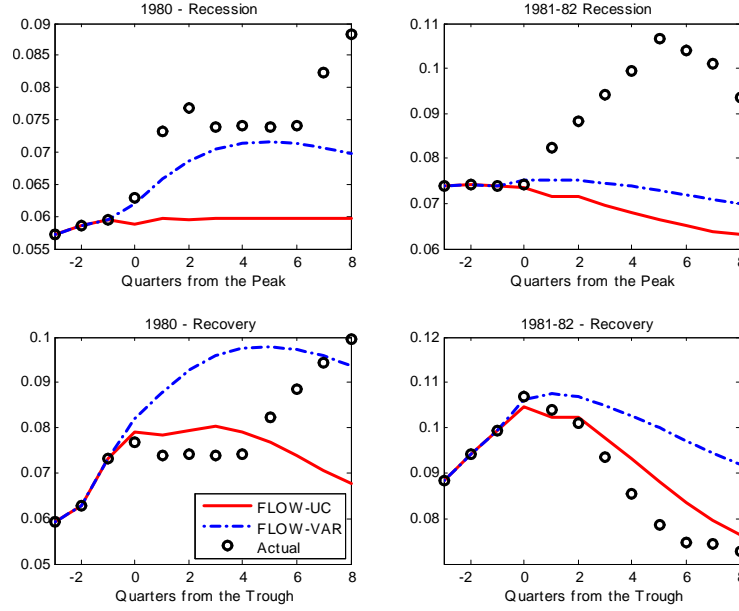 1980 - Recession
0.09
0.085
0.08
0.075
0.07
0.065
0.06
0.055
-2 0 2 4 6 8
Quarters from the Peak
1981-82 Recession
0.11
0.1
0.09
0.08
0.07
0.06
-2 0 2 4 6 8
Quarters from the Peak
1980 - Recovery
0.1
0.09
0.08
0.07
0.06
0.05
-2 0 2 4 6 8
Quarters from the Trough
FLOW-UC
FLOW-VAR
Actual
1981-82 - Recovery
0.12
0.11
0.1
0.09
0.08
-2 0 2 4 6 8
Quarters from the Trough